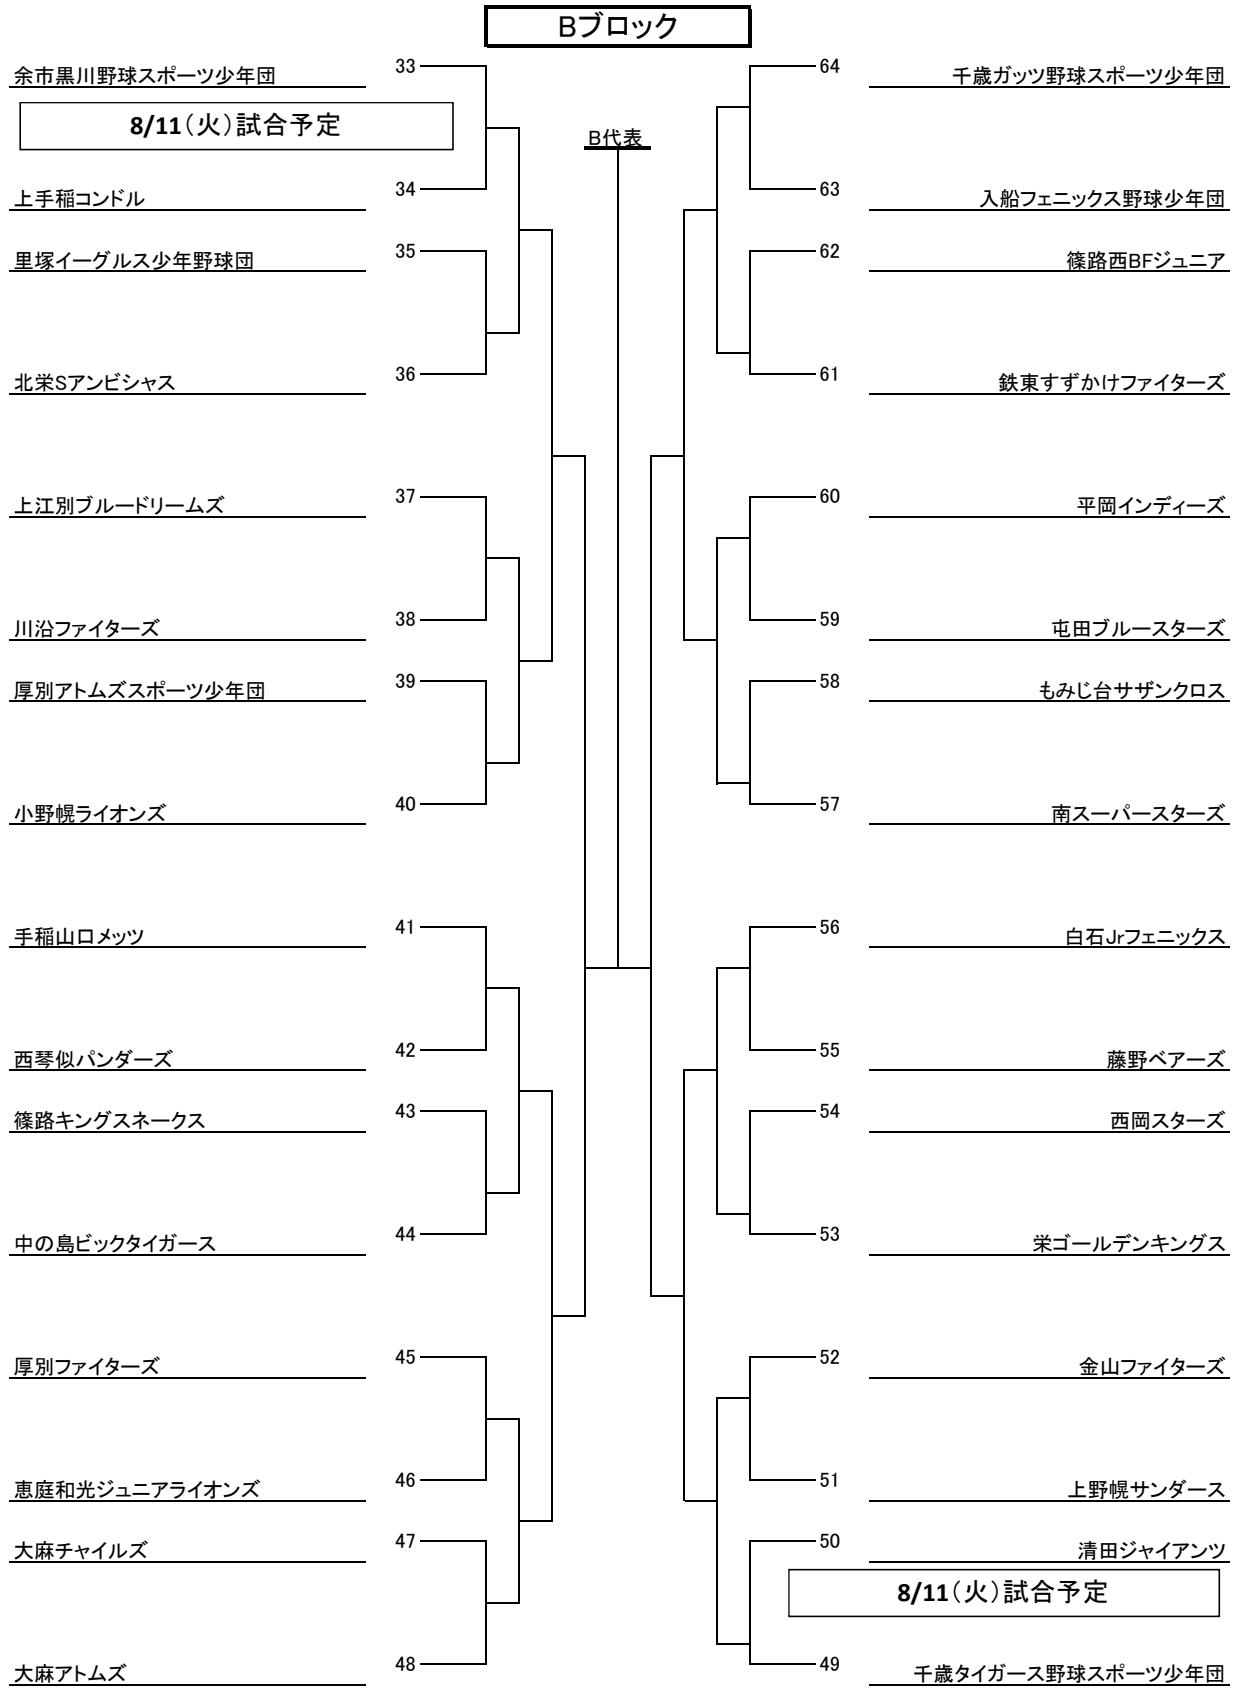 Bブロック
余市黒川野球スポーツ少年団 33
64 千歳ガッツ野球スポーツ少年団
8/11（火）試合予定
B代表
上手稲コンドル 34
63 入船フェニックス野球少年団
里塚イーグルス少年野球団 35
62 篠路西BFジュニア
北栄Sアンビシャス 36
61 鉄東すずかけファイターズ
上江別ブルードリームズ 37
60 平岡インディーズ
川沿ファイターズ 38
59 屯田ブルースターズ
厚別アトムズスポーツ少年団 39
58 もみじ台サザンクロス
小野幌ライオンズ 40
57 南スーパースターズ
手稲山口メッツ 41
56 白石Jrフェニックス
西琴似パンダーズ 42
55 藤野ベアーズ
篠路キングスネークス 43
54 西岡スターズ
中の島ビックタイガース 44
53 栄ゴールデンキングス
厚別ファイターズ 45
52 金山ファイターズ
恵庭和光ジュニアライオンズ 46
51 上野幌サンダース
大麻チャイルズ 47
50 清田ジャイアンツ
8/11（火）試合予定
大麻アトムズ 48
49 千歳タイガース野球スポーツ少年団